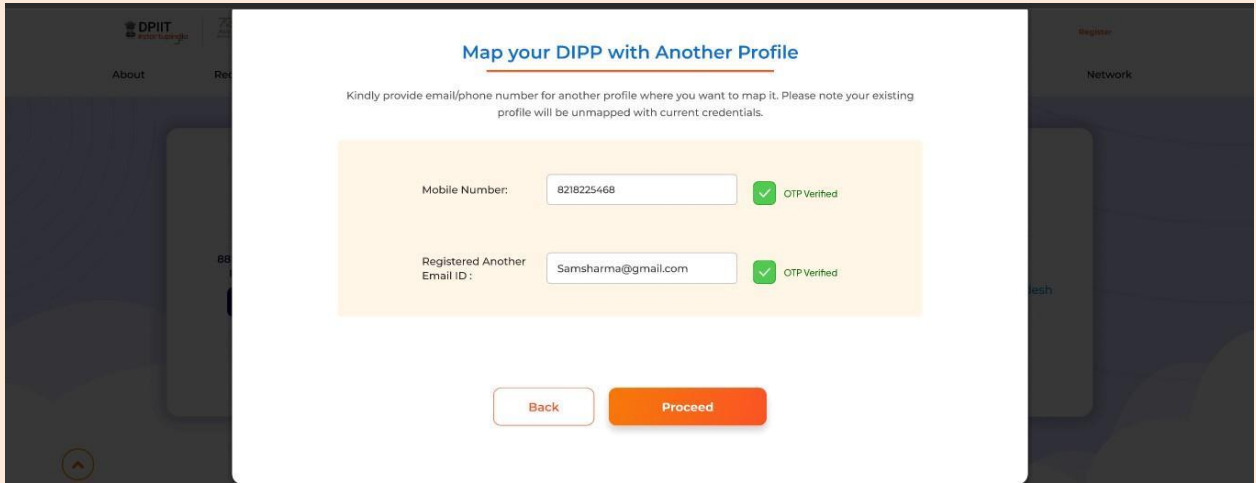 DPIIT
#startupindia
Register
About
Network
Map your DIPP with Another Profile
Kindly provide email/phone number for another profile where you want to map it. Please note your existing
profile will be unmapped with current credentials.
Mobile Number:
8218225468
OTP Verified
Registered Another
Email ID :
Samsharma@gmail.com
OTP Verified
Back
Proceed